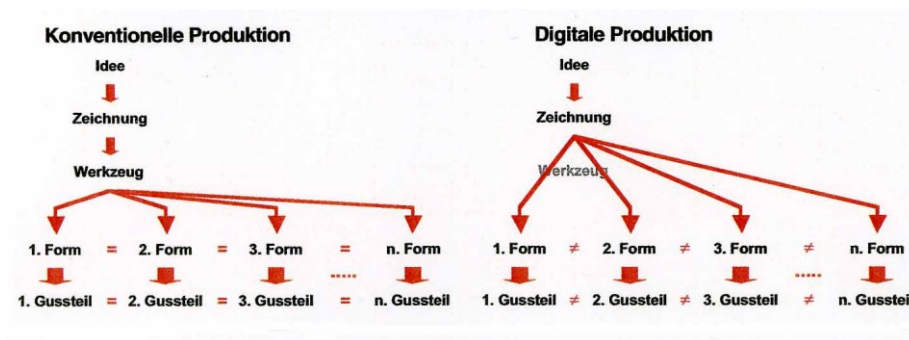 Konventionelle Produktion
Idee
Zeichnung
Werkzeug
1. Form = 2. Form = 3. Form = n. Form
.....
1. Gussteil = 2. Gussteil = 3. Gussteil = n. Gussteil
Digitale Produktion
Idee
Zeichnung
Werkzeug
1. Form ≠ 2. Form ≠ 3. Form ≠ n. Form
.....
1. Gussteil ≠ 2. Gussteil ≠ 3. Gussteil ≠ n. Gussteil